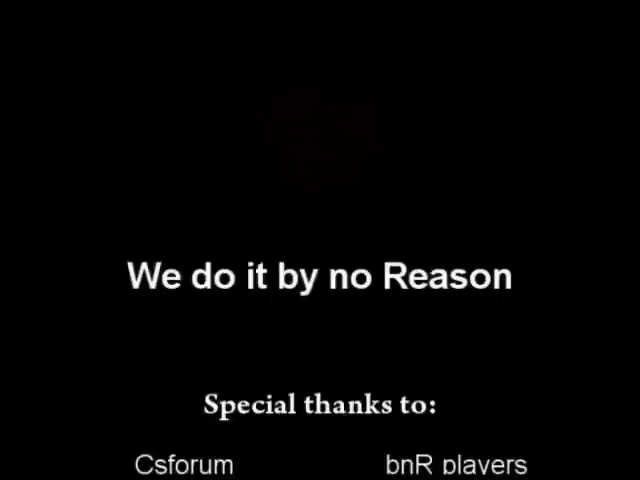 We do it by no Reason
Special thanks to:
Csforum bnR players